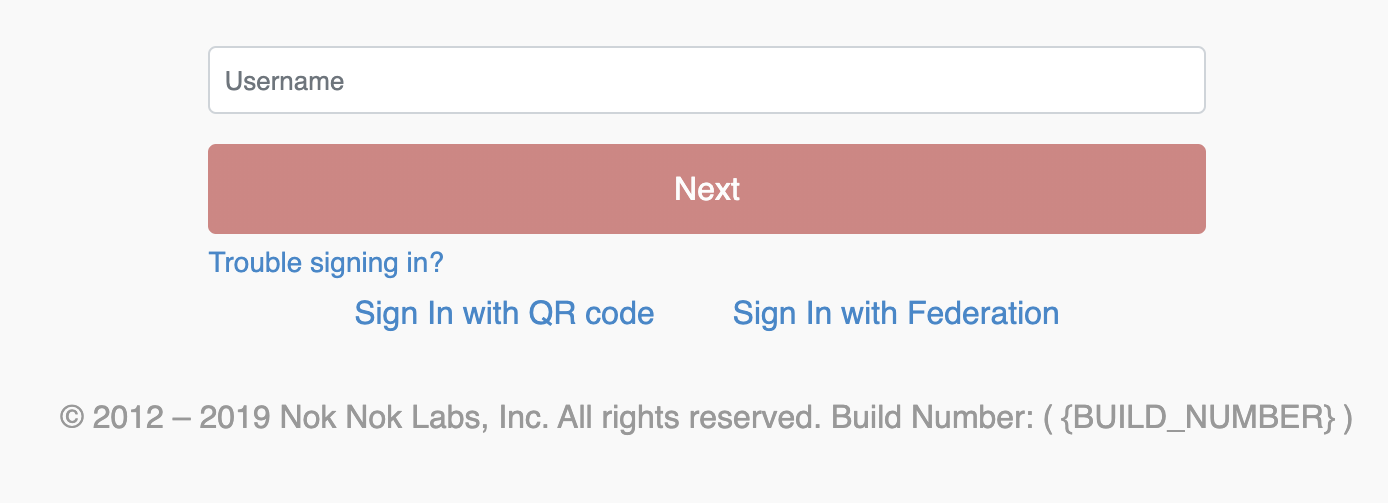 Username
Next
Trouble signing in?
Sign In with QR code Sign In with Federation
© 2012 – 2019 Nok Nok Labs, Inc. All rights reserved. Build Number: ( {BUILD_NUMBER} )